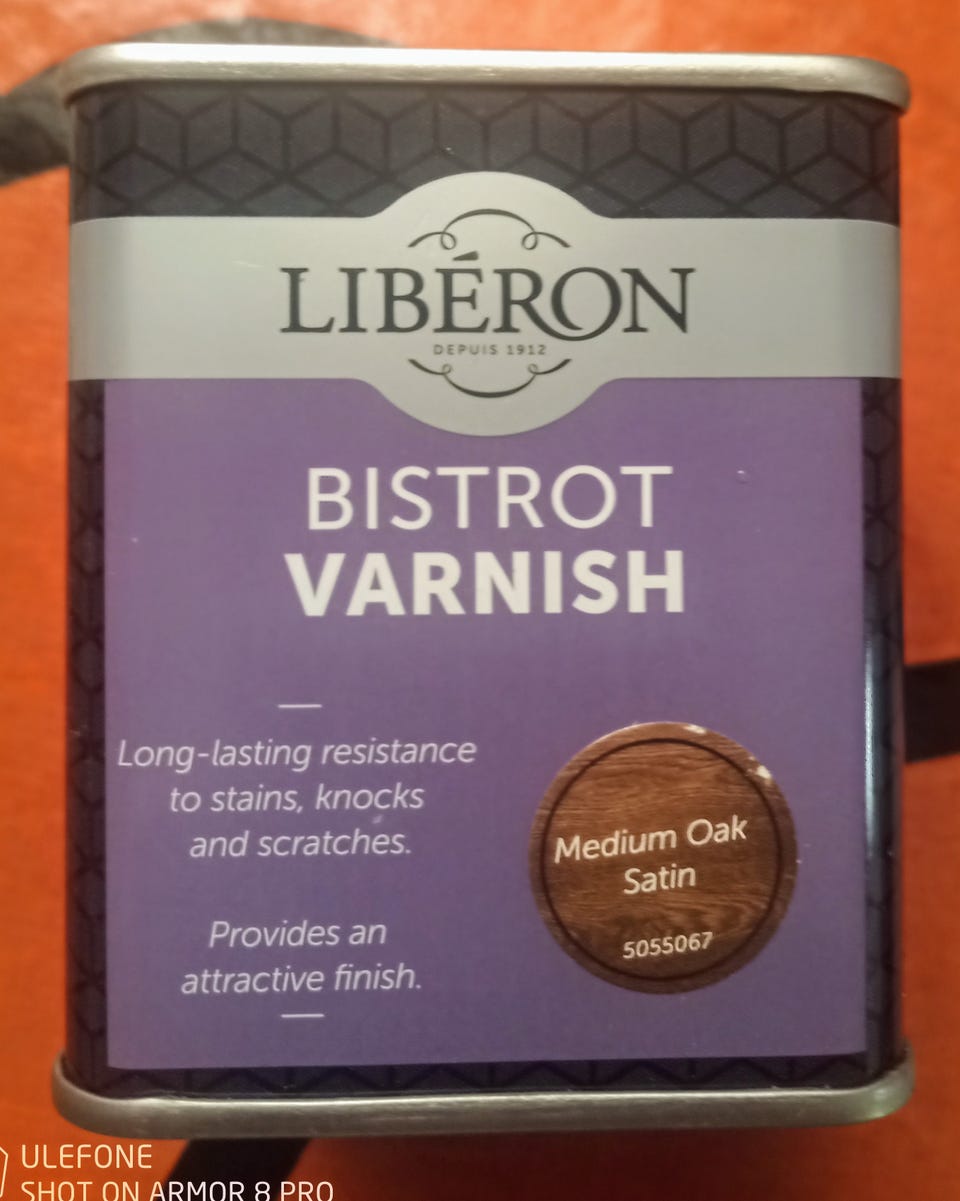 LIBÉRON
DEPUIS 1912
BISTROT
VARNISH
Long-lasting resistance
to stains, knocks
and scratches.
Provides an
attractive finish.
Medium Oak
Satin
5055067
ULEFONE
SHOT ON ARMOR 8 PRO